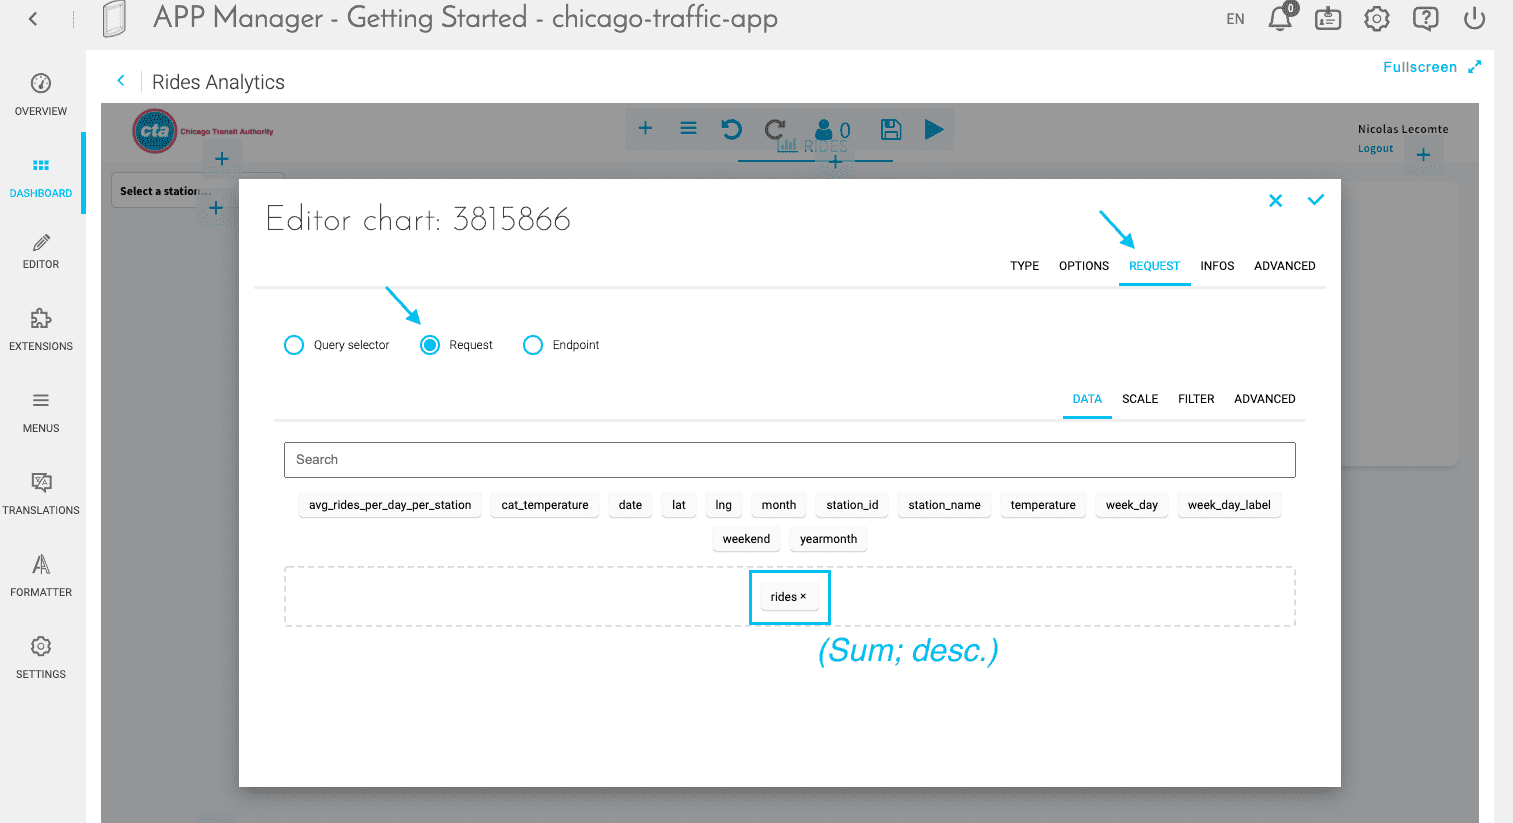 APP Manager - Getting Started - chicago-traffic-app
EN
0
Fullscreen
Rides Analytics
OVERVIEW
DASHBOARD
EDITOR
EXTENSIONS
MENUS
TRANSLATIONS
FORMATTER
SETTINGS
cta Chicago Transit Authority
0
RIDES
Nicolas Lecomte
Logout
Select a station...
Editor chart: 3815866
TYPE OPTIONS REQUEST INFOS ADVANCED
Query selector Request Endpoint
DATA SCALE FILTER ADVANCED
Search
avg_rides_per_day_per_station cat_temperature date lat lng month station_id station_name temperature week_day week_day_label
weekend yearmonth
rides ×
(Sum; desc.)